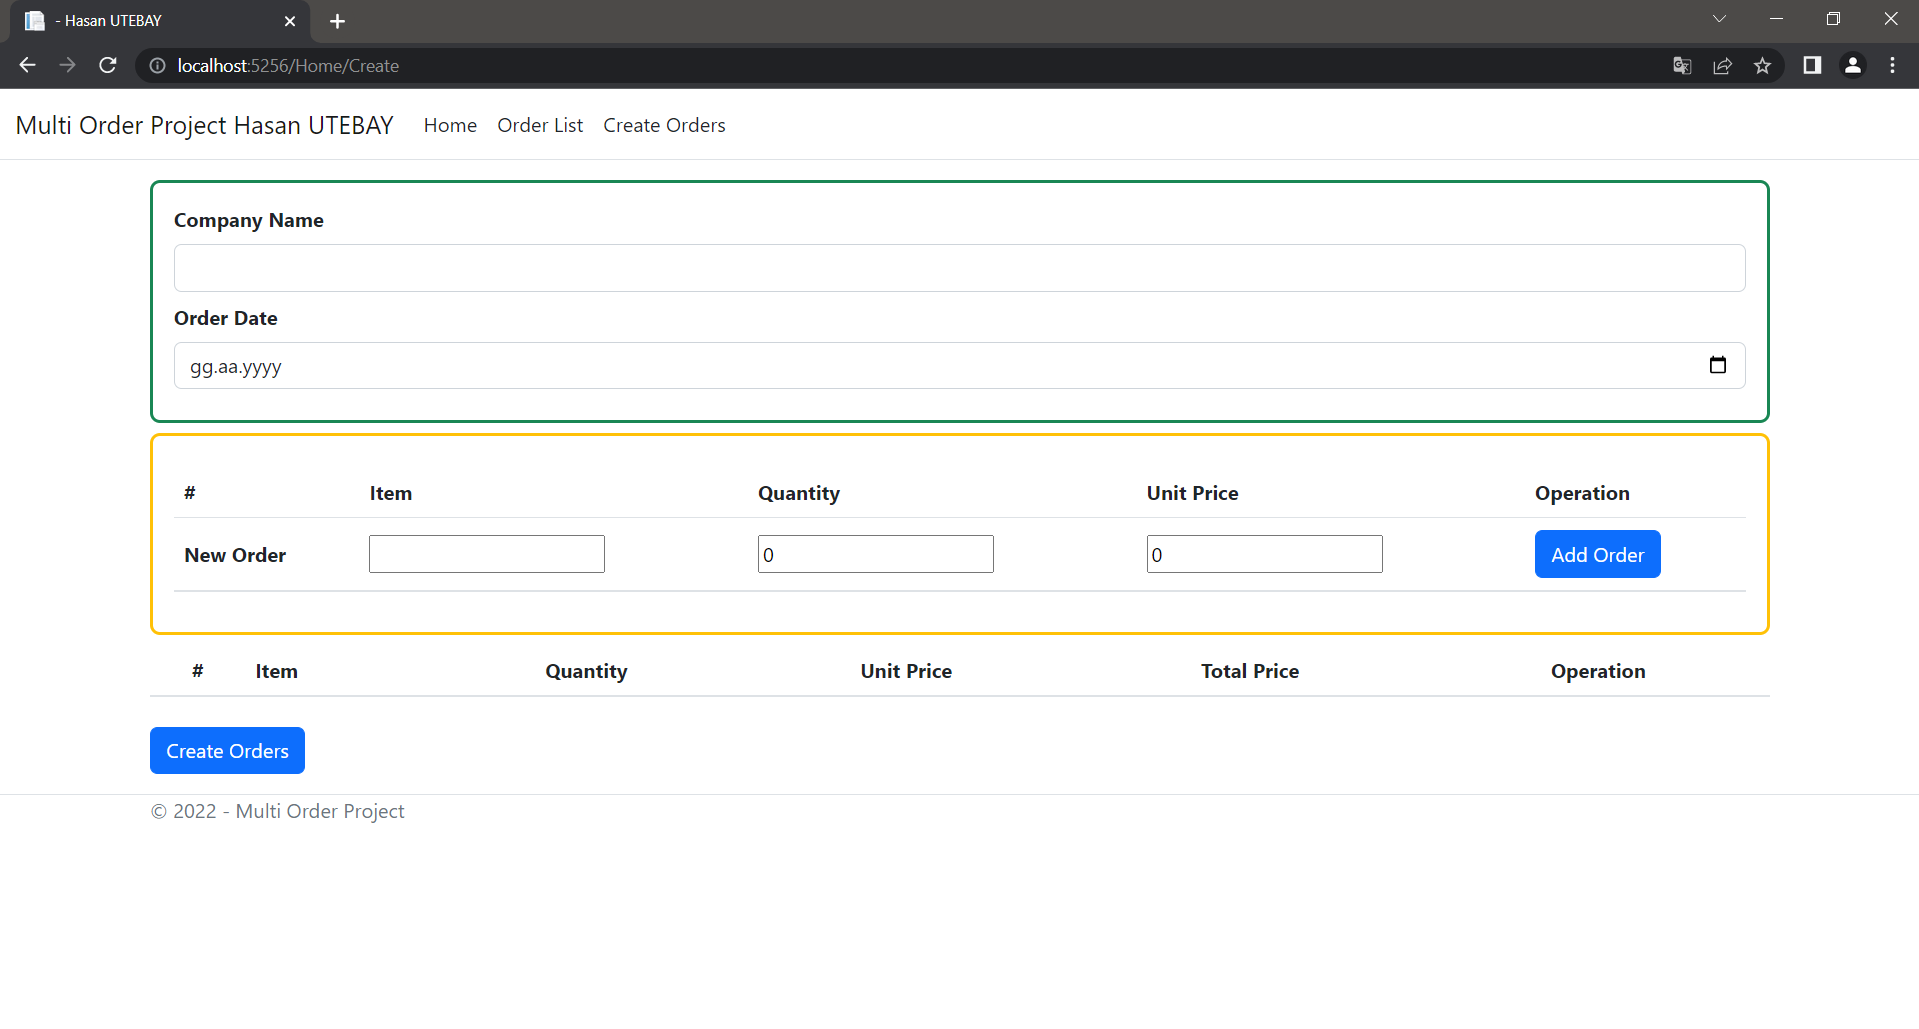 - Hasan UTEBAY
localhost:5256/Home/Create
Multi Order Project Hasan UTEBAY Home Order List Create Orders
Company Name
Order Date
gg.aa.yyyy
# Item Quantity Unit Price Operation
New Order 0 0 Add Order
# Item Quantity Unit Price Total Price Operation
Create Orders
© 2022 - Multi Order Project